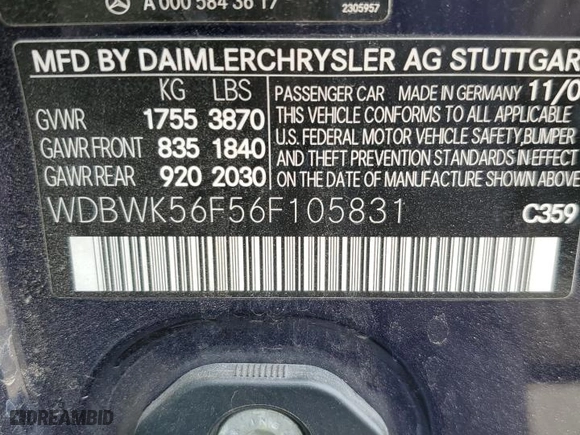 A 000 584 36 17
2305957
MFD BY DAIMLERCHRYSLER AG STUTTGAR
KG LBS
GVWR 1755 3870
GAWR FRONT 835 1840
GAWR REAR 920 2030
PASSENGER CAR MADE IN GERMANY 11/0
THIS VEHICLE CONFORMS TO ALL APPLICABLE
U.S. FEDERAL MOTOR VEHICLE SAFETY, BUMPER
AND THEFT PREVENTION STANDARDS IN EFFECT
ON THE DATE OF MANUFACTURE SHOWN ABOVE
WDBWK56F56F105831
C359
DREAMBID